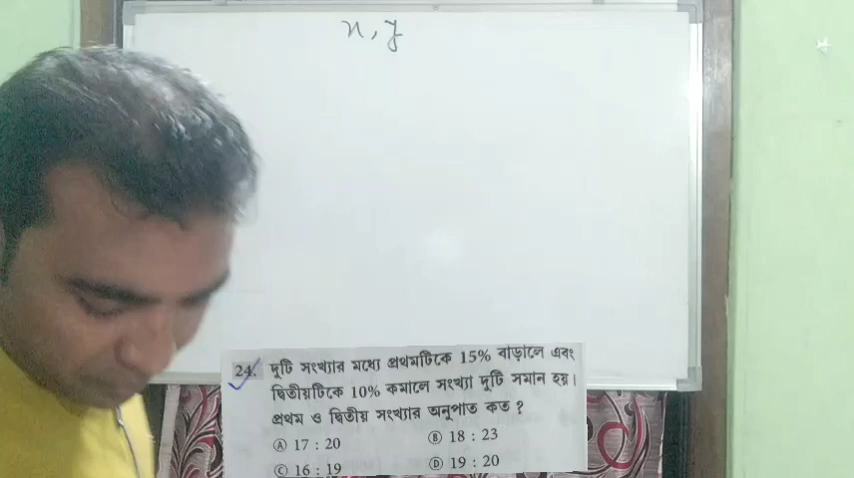 x, y
24. দুটি সংখ্যার মধ্যে প্রথমটিকে 15% বাড়ালে এবং
দ্বিতীয়টিকে 10% কমালে সংখ্যা দুটি সমান হয়।
প্রথম ও দ্বিতীয় সংখ্যার অনুপাত কত ?
Ⓐ 17 : 20 Ⓑ 18 : 23
Ⓒ 16 : 19 Ⓓ 19 : 20